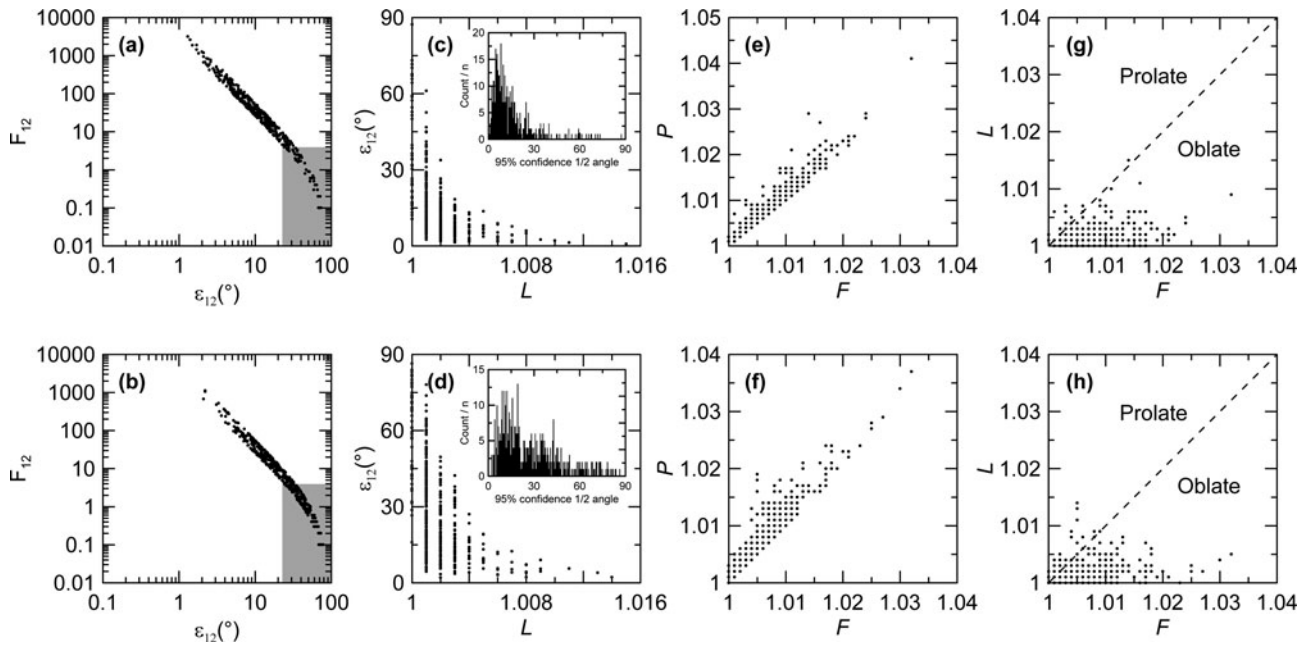 (a)
F12
10000
1000
100
10
1
0.1
0.01
0.1
1
10
100
ε12(°)
(c)
ε12(°)
90
60
30
0
1
1.008
1.016
L
Count / n
20
15
10
5
0
0
30
60
90
95% confidence 1/2 angle
(e)
P
1.05
1.04
1.03
1.02
1.01
1
1
1.01
1.02
1.03
1.04
F
(g)
L
1.04
1.03
1.02
1.01
1
Prolate
Oblate
1
1.01
1.02
1.03
1.04
F
(b)
F12
10000
1000
100
10
1
0.1
0.01
0.1
1
10
100
ε12(°)
(d)
ε12(°)
90
60
30
0
1
1.008
1.016
L
Count / n
15
10
5
0
0
30
60
90
95% confidence 1/2 angle
(f)
P
1.04
1.03
1.02
1.01
1
1
1.01
1.02
1.03
1.04
F
(h)
L
1.04
1.03
1.02
1.01
1
Prolate
Oblate
1
1.01
1.02
1.03
1.04
F